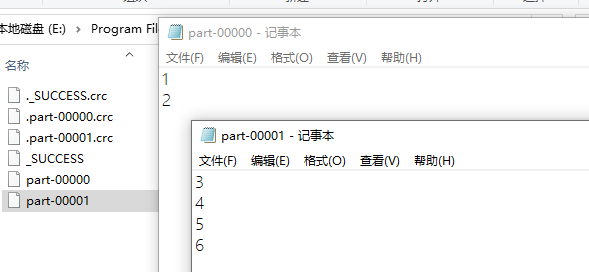 本地磁盘 (E:) › Program File
名称
._SUCCESS.crc
.part-00000.crc
.part-00001.crc
_SUCCESS
part-00000
part-00001
part-00000 - 记事本
文件(F) 编辑(E) 格式(O) 查看(V) 帮助(H)
1
2
part-00001 - 记事本
文件(F) 编辑(E) 格式(O) 查看(V) 帮助(H)
3
4
5
6